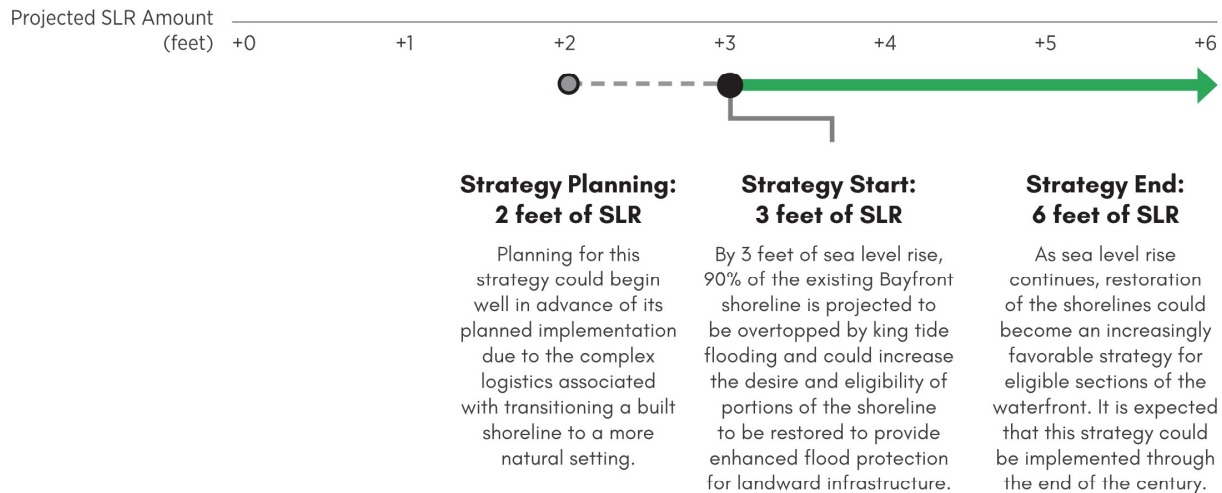 Projected SLR Amount
(feet) +0 +1 +2 +3 +4 +5 +6
Strategy Planning:
2 feet of SLR
Planning for this
strategy could begin
well in advance of its
planned implementation
due to the complex
logistics associated
with transitioning a built
shoreline to a more
natural setting.
Strategy Start:
3 feet of SLR
By 3 feet of sea level rise,
90% of the existing Bayfront
shoreline is projected to
be overtopped by king tide
flooding and could increase
the desire and eligibility of
portions of the shoreline
to be restored to provide
enhanced flood protection
for landward infrastructure.
Strategy End:
6 feet of SLR
As sea level rise
continues, restoration
of the shorelines could
become an increasingly
favorable strategy for
eligible sections of the
waterfront. It is expected
that this strategy could
be implemented through
the end of the century.